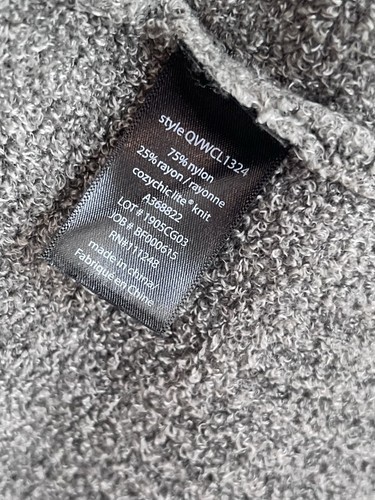 style QVWCL1324
75% nylon
25% rayon / rayonne
cozychic lite® knit
A368822
LOT # 1905CG03
JOB # BF000615
RN#111248
made in china/
Fabriqué en Chine